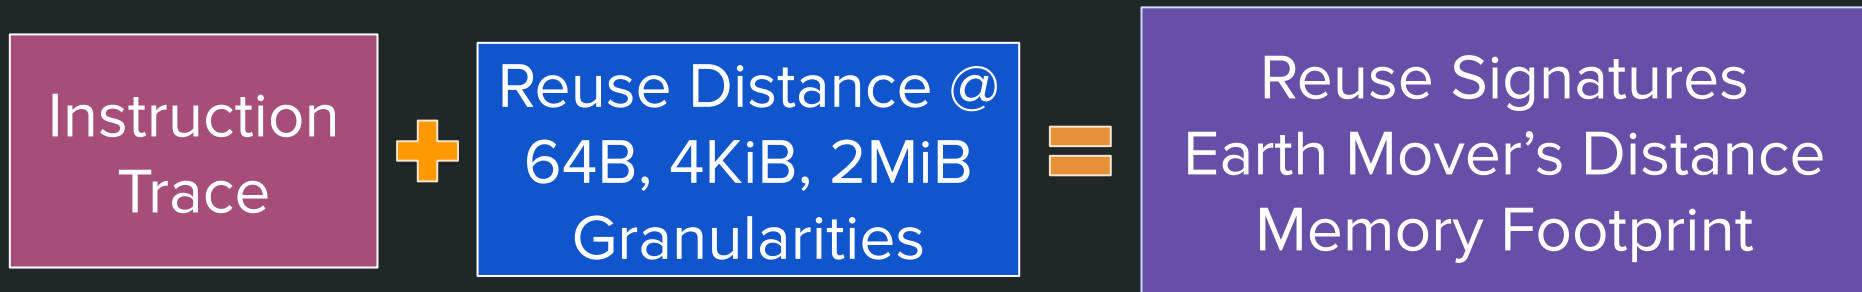 Instruction
Trace
Reuse Distance @
64B, 4KiB, 2MiB
Granularities
Reuse Signatures
Earth Mover’s Distance
Memory Footprint